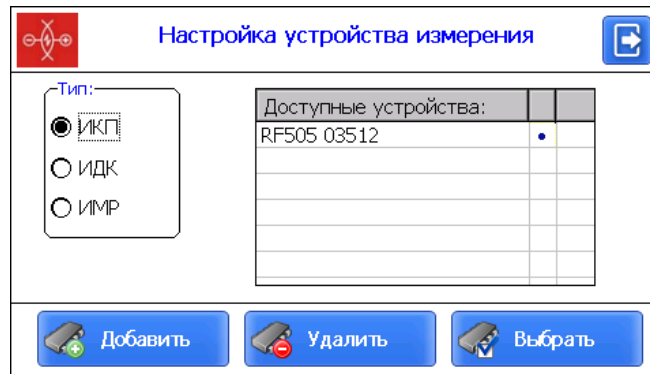 Настройка устройства измерения
Тип:
ИКП
ИДК
ИМР
Доступные устройства:
RF505 03512
Добавить
Удалить
Выбрать